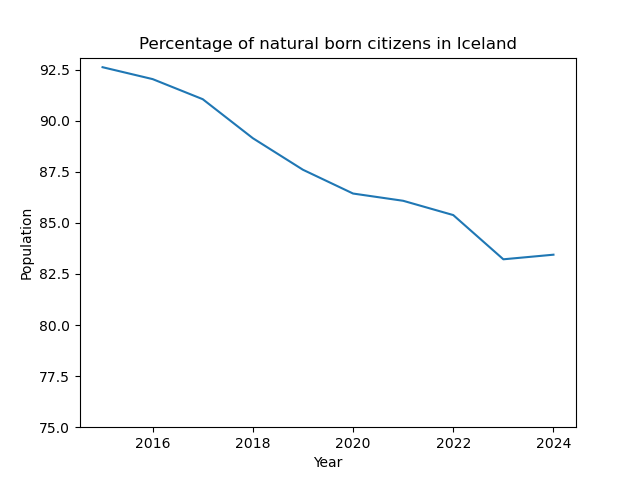 Percentage of natural born citizens in Iceland
92.5
90.0
87.5
85.0
82.5
80.0
77.5
75.0
Population
2016 2018 2020 2022 2024
Year